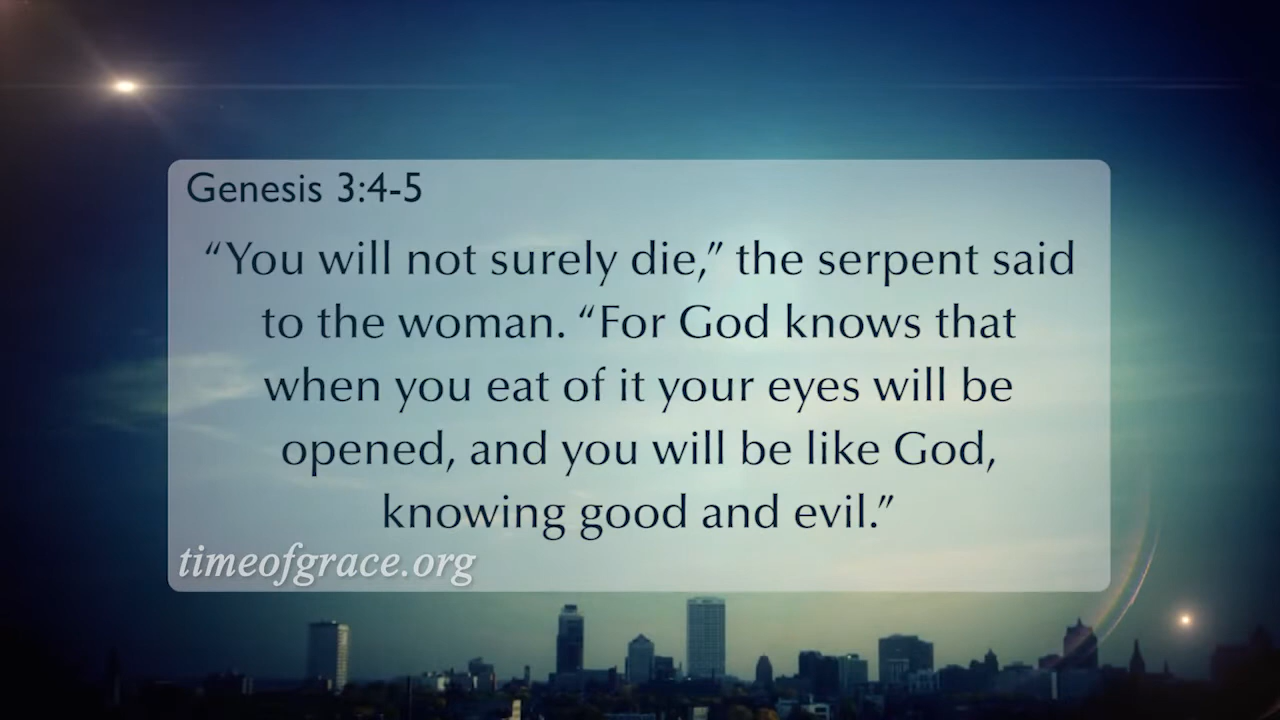 Genesis 3:4-5
“You will not surely die,” the serpent said
to the woman. “For God knows that
when you eat of it your eyes will be
opened, and you will be like God,
knowing good and evil.”
timeofgrace.org